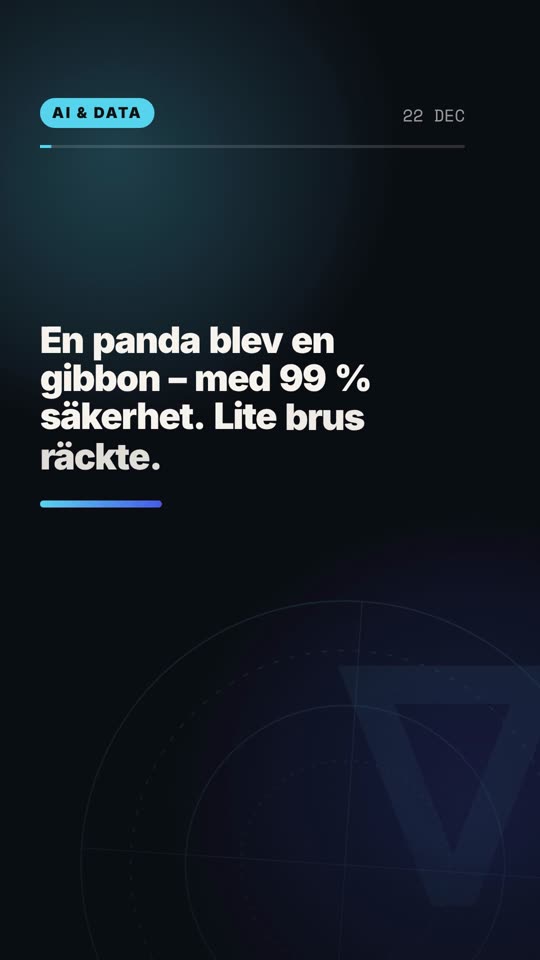 AI & DATA
22 DEC
En panda blev en
gibbon – med 99 %
säkerhet. Lite brus
räckte.